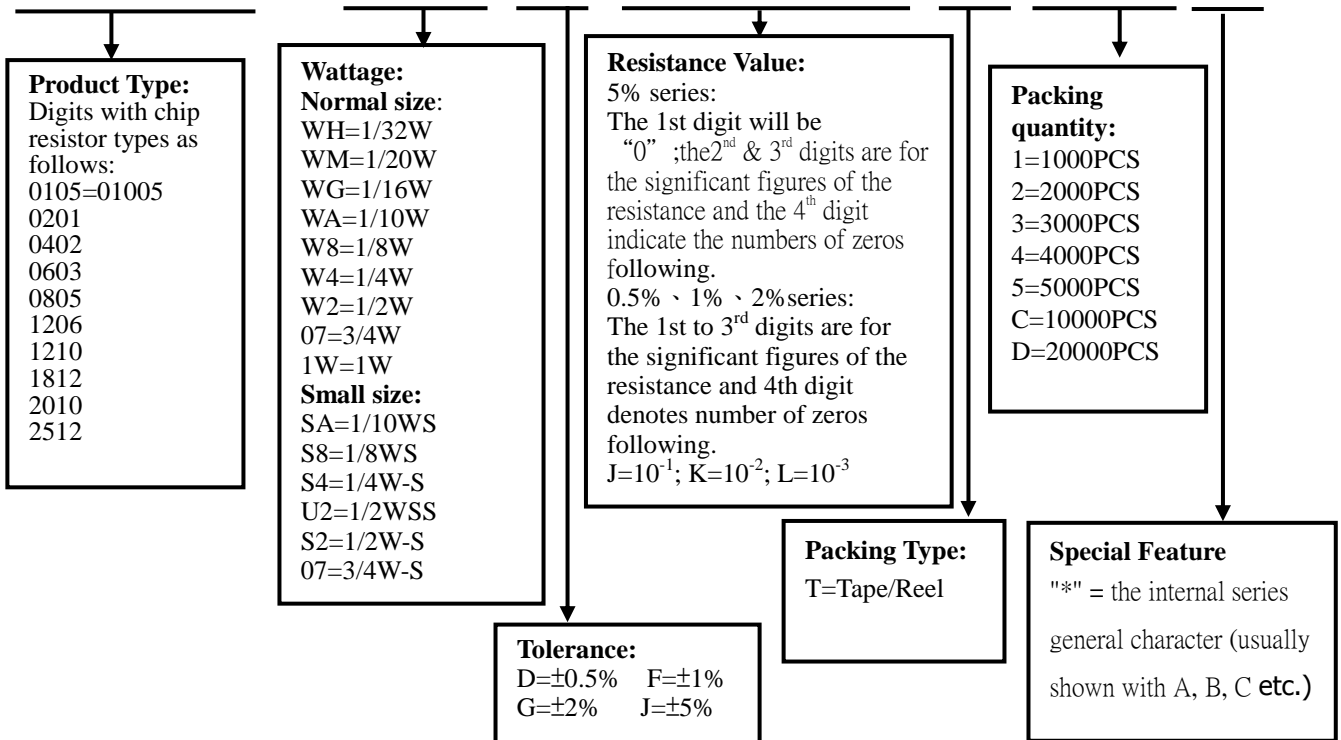 Product Type:
Digits with chip
resistor types as
follows:
0105=01005
0201
0402
0603
0805
1206
1210
1812
2010
2512
Wattage:
Normal size:
WH=1/32W
WM=1/20W
WG=1/16W
WA=1/10W
W8=1/8W
W4=1/4W
W2=1/2W
07=3/4W
1W=1W
Small size:
SA=1/10WS
S8=1/8WS
S4=1/4W-S
U2=1/2WSS
S2=1/2W-S
07=3/4W-S
Tolerance:
D=±0.5% F=±1%
G=±2% J=±5%
Resistance Value:
5% series:
The 1st digit will be
“0” ;the2nd & 3rd digits are for
the significant figures of the
resistance and the 4th digit
indicate the numbers of zeros
following.
0.5%、1%、2%series:
The 1st to 3rd digits are for
the significant figures of the
resistance and 4th digit
denotes number of zeros
following.
J=10-1; K=10-2; L=10-3
Packing Type:
T=Tape/Reel
Packing
quantity:
1=1000PCS
2=2000PCS
3=3000PCS
4=4000PCS
5=5000PCS
C=10000PCS
D=20000PCS
Special Feature
"*" = the internal series
general character (usually
shown with A, B, C etc.)